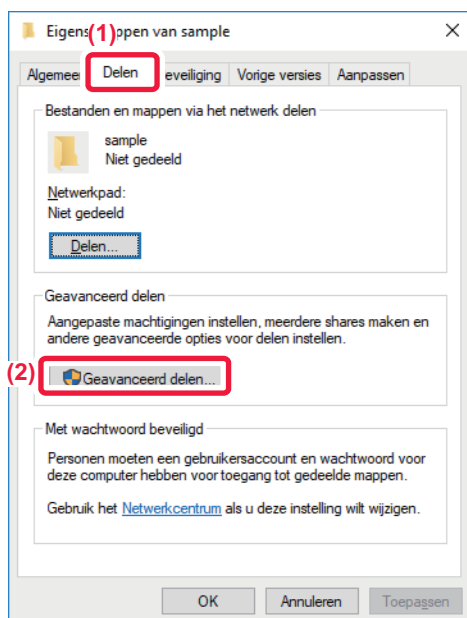 Eigens
(1)
ppen van sample
Algemee
Delen
eveiliging
Vorige versies
Aanpassen
Bestanden en mappen via het netwerk delen
sample
Niet gedeeld
Netwerkpad:
Niet gedeeld
Delen...
Geavanceerd delen
Aangepaste machtigingen instellen, meerdere shares maken en
andere geavanceerde opties voor delen instellen.
(2)
Geavanceerd delen...
Met wachtwoord beveiligd
Personen moeten een gebruikersaccount en wachtwoord voor
deze computer hebben voor toegang tot gedeelde mappen.
Gebruik het Netwerkcentrum als u deze instelling wilt wijzigen.
OK
Annuleren
Toepassen